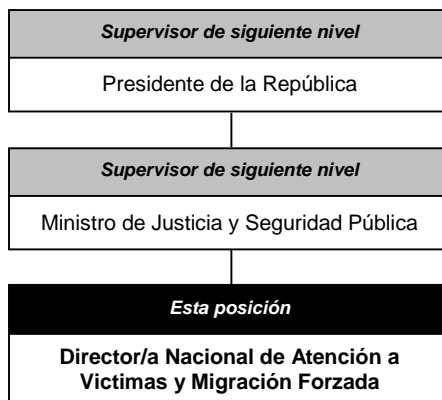 Supervisor de siguiente nivel
Presidente de la República
Supervisor de siguiente nivel
Ministro de Justicia y Seguridad Pública
Esta posición
Director/a Nacional de Atención a
Victimas y Migración Forzada